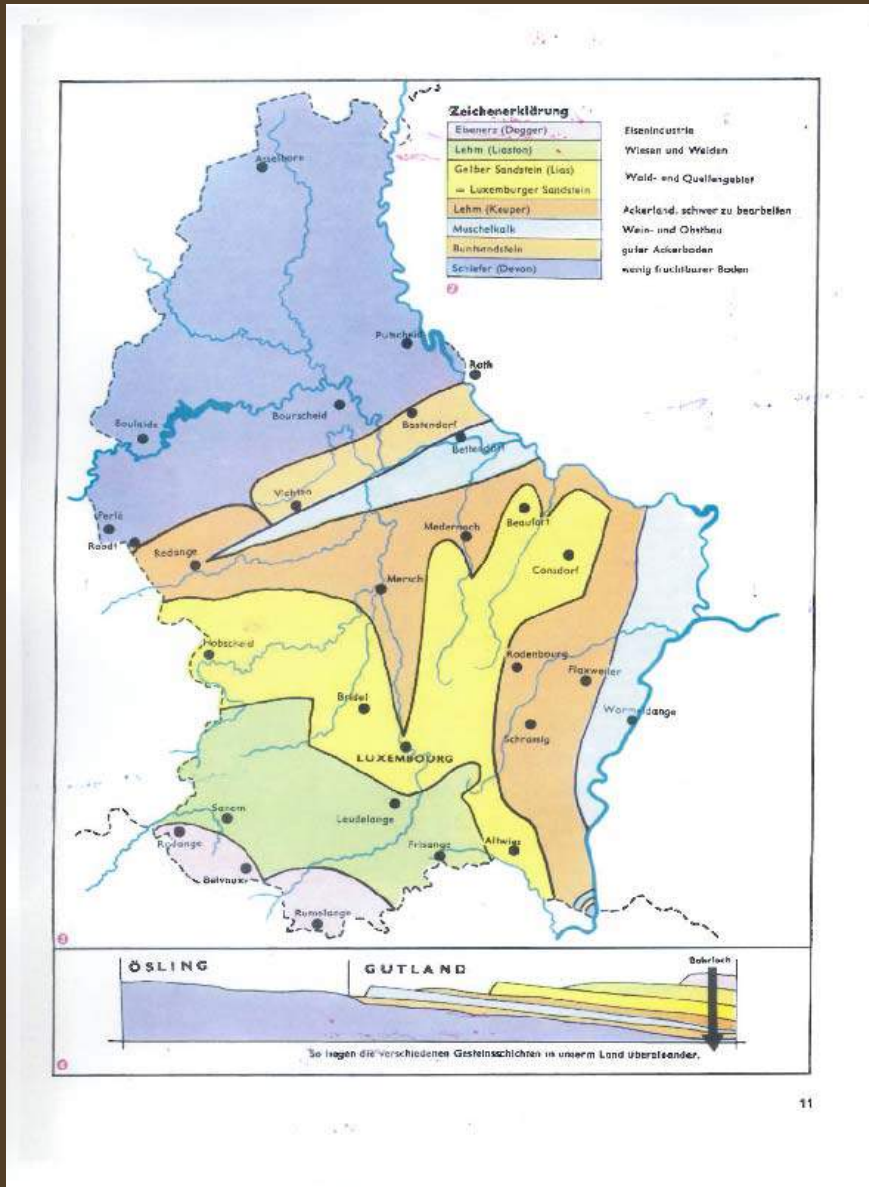 Zeichenerklärung
Eisenerz (Dogger) Eisenindustrie
Lehm (Liaston) Wiesen und Weiden
Gelber Sandstein (Lias)
= Luxemburger Sandstein Wald- und Quellengebiet
Lehm (Keuper) Ackerland, schwer zu bearbeiten
Muschelkalk Wein- und Obstbau
Buntsandstein guter Ackerboden
Schiefer (Devon) wenig fruchtbarer Boden
2
Asselborn
Putscheid
Roth
Bourscheid
Bastendorf
Boulaide
Bettendorf
Vichten
Perlé
Beaufort
Medernach
Roodt
Redange
Consdorf
Mersch
Hobscheid
Rodenbourg
Flaxweiler
Bridel
Wormeldange
Schrassig
LUXEMBOURG
Leudelange
Sanem
Rodange
Altwies
Frisange
Belvaux
Rumelange
3
ÖSLING GUTLAND Bohrloch
So liegen die verschiedenen Gesteinsschichten in unserm Land übereinander.
4
11